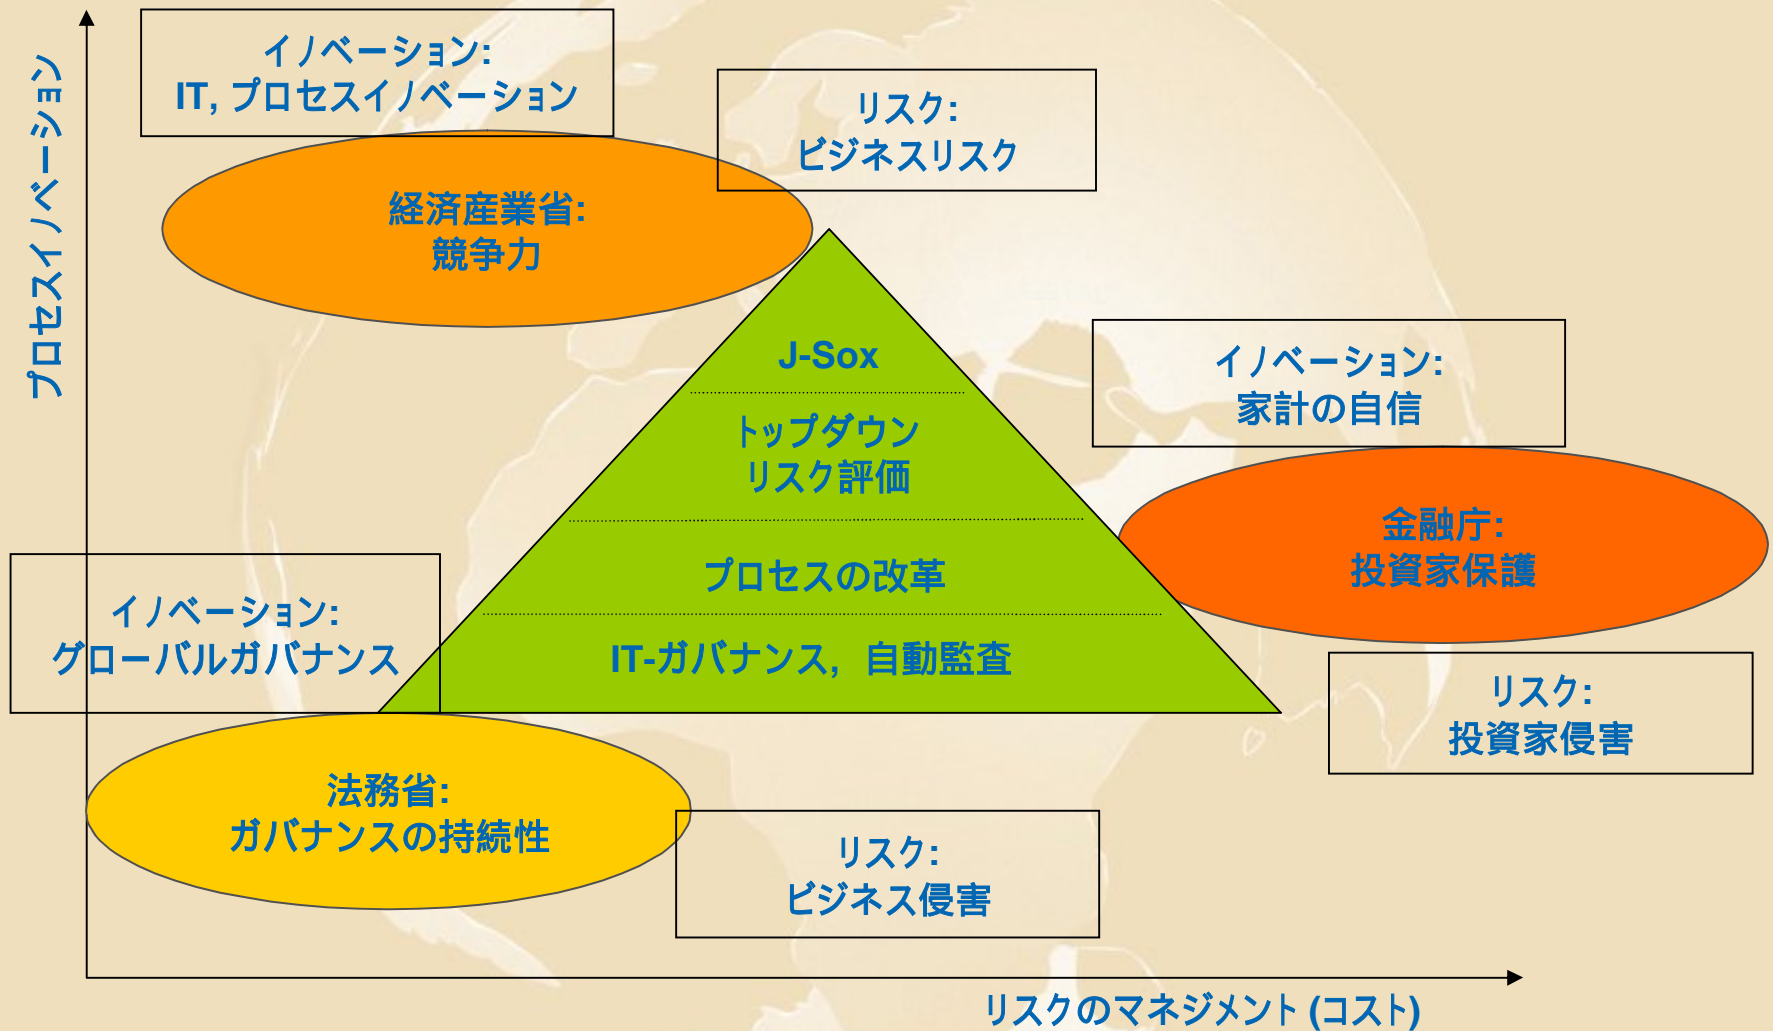 プロセスイノベーション
イノベーション:
IT, プロセスイノベーション
リスク:
ビジネスリスク
経済産業省:
競争力
J-Sox
トップダウン
リスク評価
プロセスの改革
IT-ガバナンス, 自動監査
イノベーション:
家計の自信
金融庁:
投資家保護
リスク:
投資家侵害
イノベーション:
グローバルガバナンス
法務省:
ガバナンスの持続性
リスク:
ビジネス侵害
リスクのマネジメント (コスト)